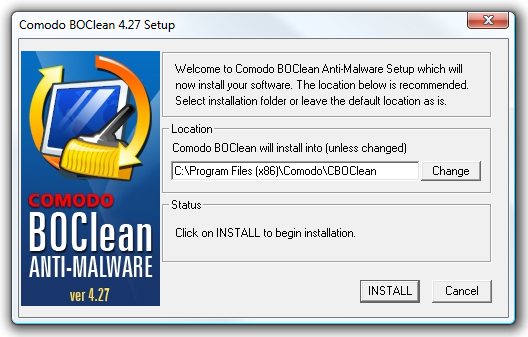 Comodo BOClean 4.27 Setup
Welcome to Comodo BOClean Anti-Malware Setup which will
now install your software. The location below is recommended.
Select installation folder or leave the default location as is.
Location
Comodo BOClean will install into (unless changed)
C:\Program Files (x86)\Comodo\CBOClean
Change
Status
Click on INSTALL to begin installation.
COMODO
BOClean
ANTI-MALWARE
ver 4.27
INSTALL
Cancel